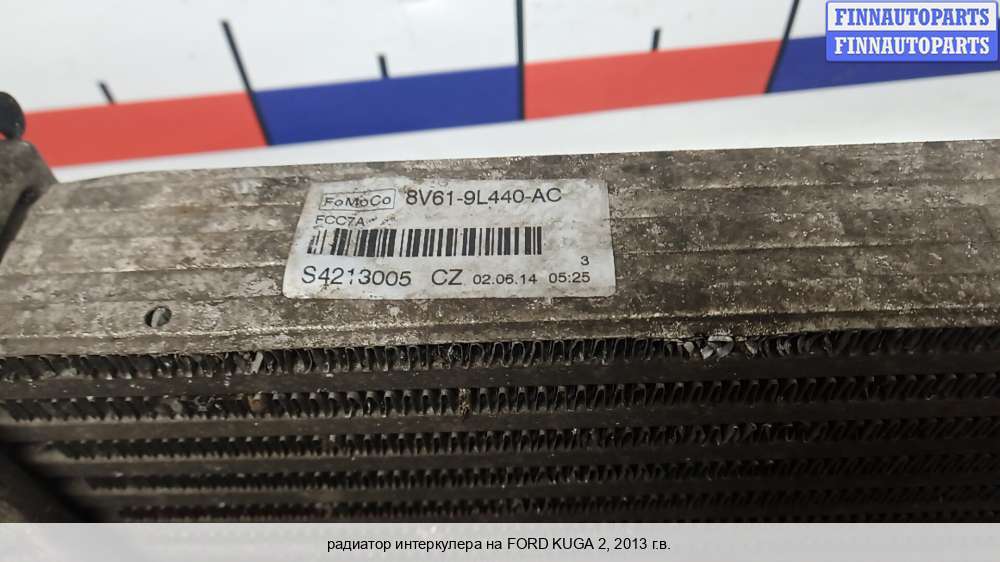 FINNAUTOPARTS
FINNAUTOPARTS
FoMoCo 8V61-9L440-AC
FCC7A
3
S4213005 CZ 02.06.14 05:25
радиатор интеркулера на FORD KUGA 2, 2013 г.в.